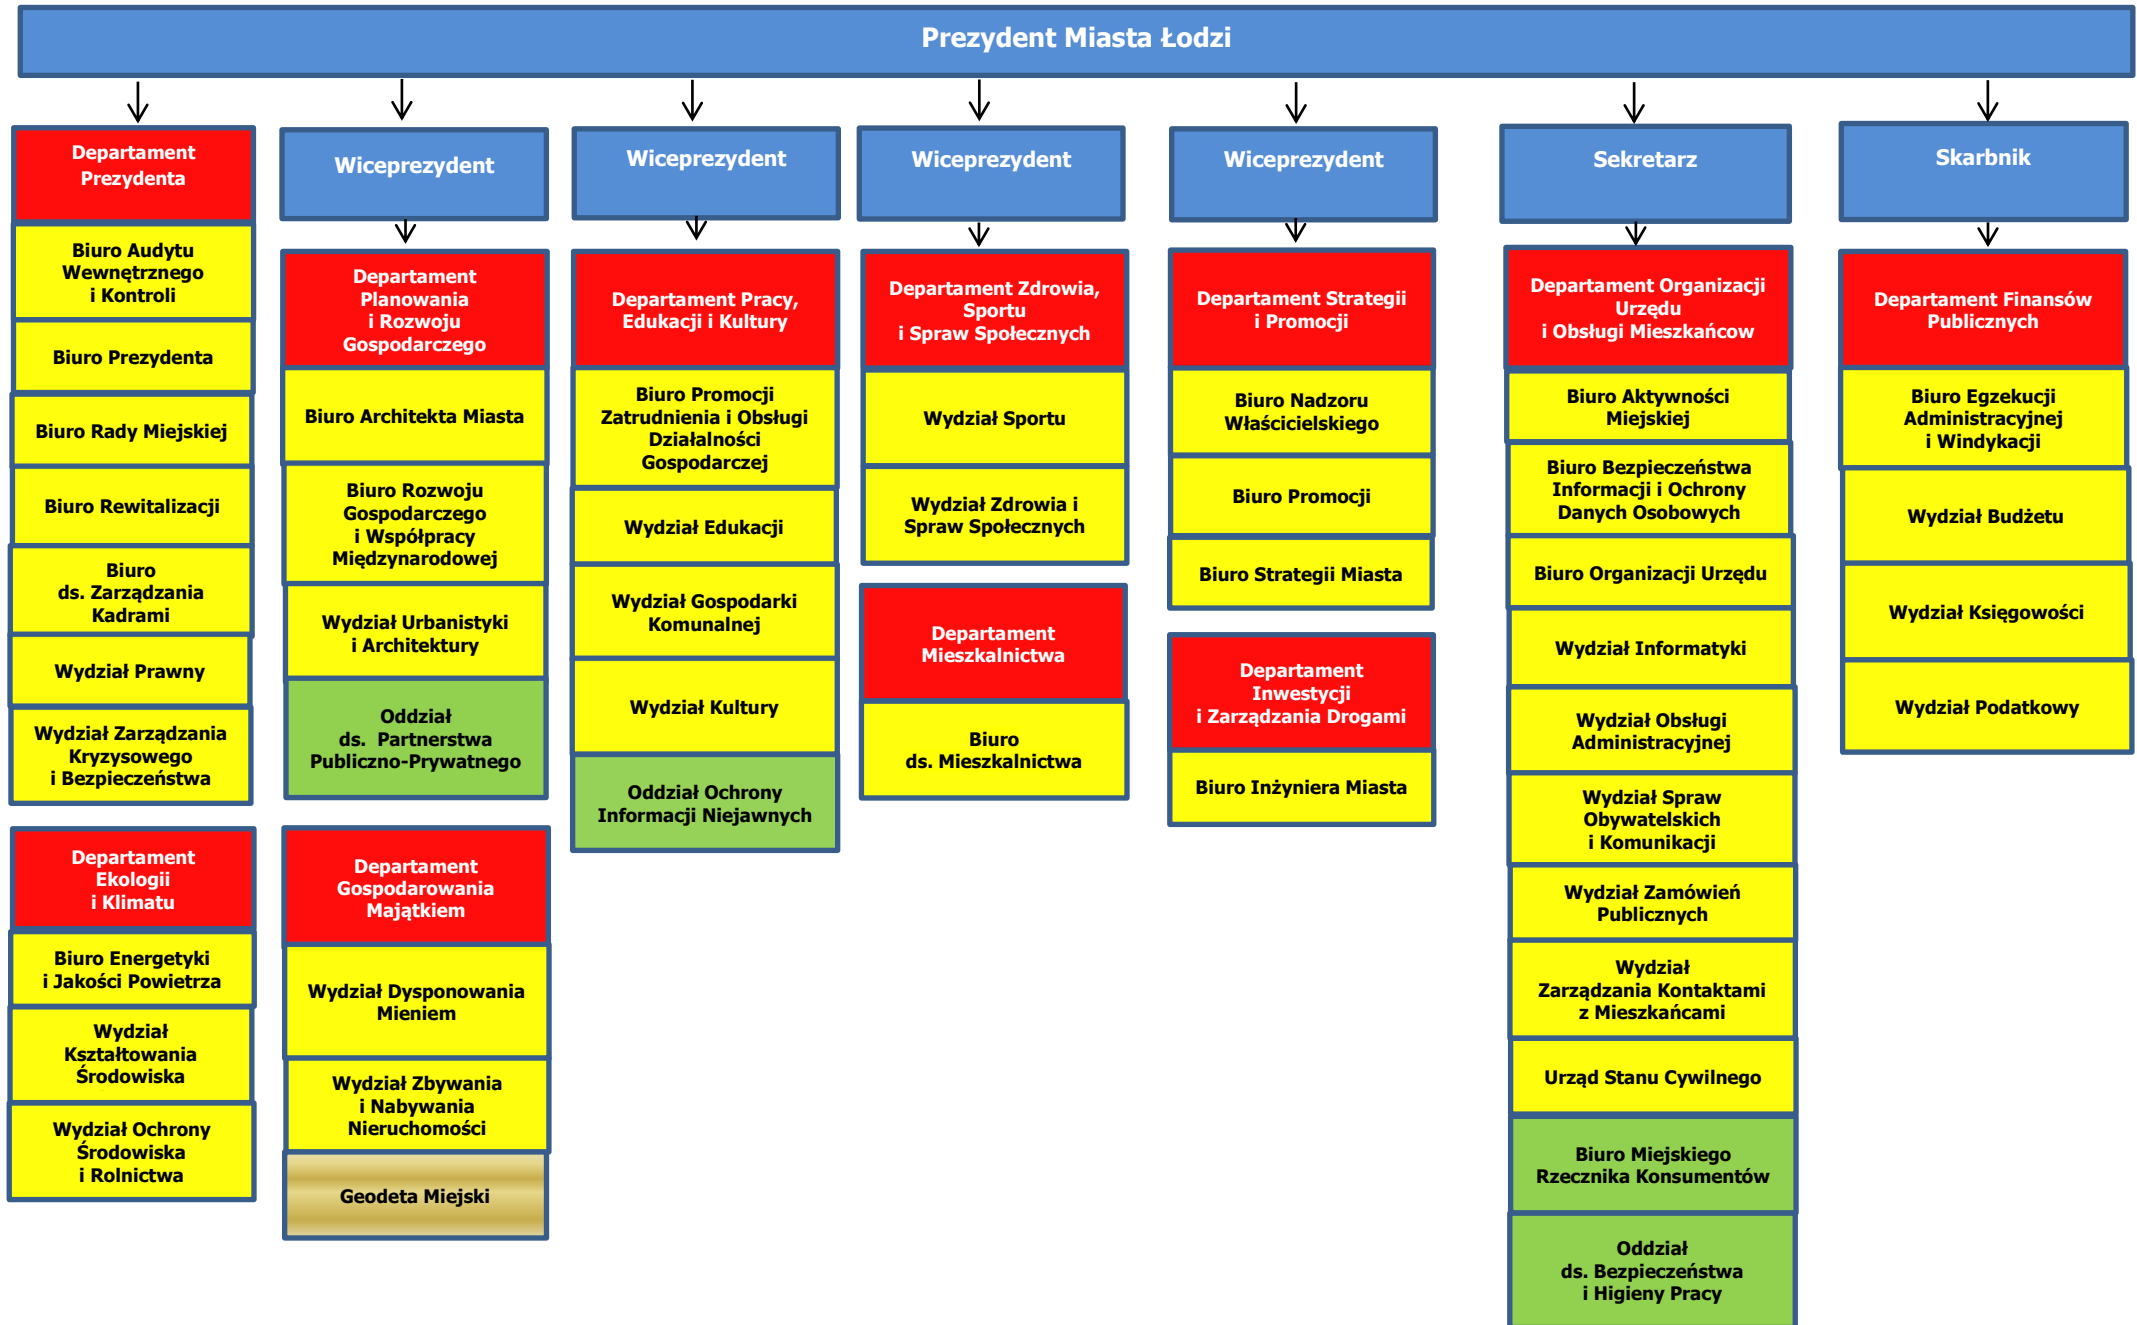 Prezydent Miasta Łodzi
Departament
Prezydenta
Biuro Audytu
Wewnętrznego
i Kontroli
Biuro Prezydenta
Biuro Rady Miejskiej
Biuro Rewitalizacji
Biuro
ds. Zarządzania
Kadrami
Wydział Prawny
Wydział Zarządzania
Kryzysowego
i Bezpieczeństwa
Departament
Ekologii
i Klimatu
Biuro Energetyki
i Jakości Powietrza
Wydział
Kształtowania
Środowiska
Wydział Ochrony
Środowiska
i Rolnictwa
Wiceprezydent
Departament
Planowania
i Rozwoju
Gospodarczego
Biuro Architekta Miasta
Biuro Rozwoju
Gospodarczego
i Współpracy
Międzynarodowej
Wydział Urbanistyki
i Architektury
Oddział
ds. Partnerstwa
Publiczno-Prywatnego
Departament
Gospodarowania
Majątkiem
Wydział Dysponowania
Mieniem
Wydział Zbywania
i Nabywania
Nieruchomości
Geodeta Miejski
Wiceprezydent
Departament Pracy,
Edukacji i Kultury
Biuro Promocji
Zatrudnienia i Obsługi
Działalności
Gospodarczej
Wydział Edukacji
Wydział Gospodarki
Komunalnej
Wydział Kultury
Oddział Ochrony
Informacji Niejawnych
Wiceprezydent
Departament Zdrowia,
Sportu
i Spraw Społecznych
Wydział Sportu
Wydział Zdrowia i
Spraw Społecznych
Departament
Mieszkalnictwa
Biuro
ds. Mieszkalnictwa
Wiceprezydent
Departament Strategii
i Promocji
Biuro Nadzoru
Właścicielskiego
Biuro Promocji
Biuro Strategii Miasta
Departament
Inwestycji
i Zarządzania Drogami
Biuro Inżyniera Miasta
Sekretarz
Departament Organizacji
Urzędu
i Obsługi Mieszkańcow
Biuro Aktywności
Miejskiej
Biuro Bezpieczeństwa
Informacji i Ochrony
Danych Osobowych
Biuro Organizacji Urzędu
Wydział Informatyki
Wydział Obsługi
Administracyjnej
Wydział Spraw
Obywatelskich
i Komunikacji
Wydział Zamówień
Publicznych
Wydział
Zarządzania Kontaktami
z Mieszkańcami
Urząd Stanu Cywilnego
Biuro Miejskiego
Rzecznika Konsumentów
Oddział
ds. Bezpieczeństwa
i Higieny Pracy
Skarbnik
Departament Finansów
Publicznych
Biuro Egzekucji
Administracyjnej
i Windykacji
Wydział Budżetu
Wydział Księgowości
Wydział Podatkowy